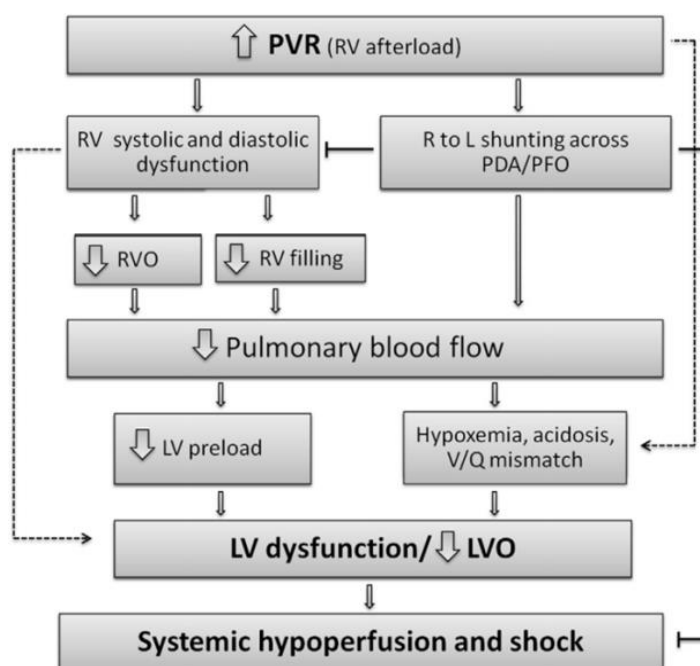 PVR (RV afterload)
RV systolic and diastolic
dysfunction
R to L shunting across
PDA/PFO
RVO
RV filling
Pulmonary blood flow
LV preload
Hypoxemia, acidosis,
V/Q mismatch
LV dysfunction/ LVO
Systemic hypoperfusion and shock